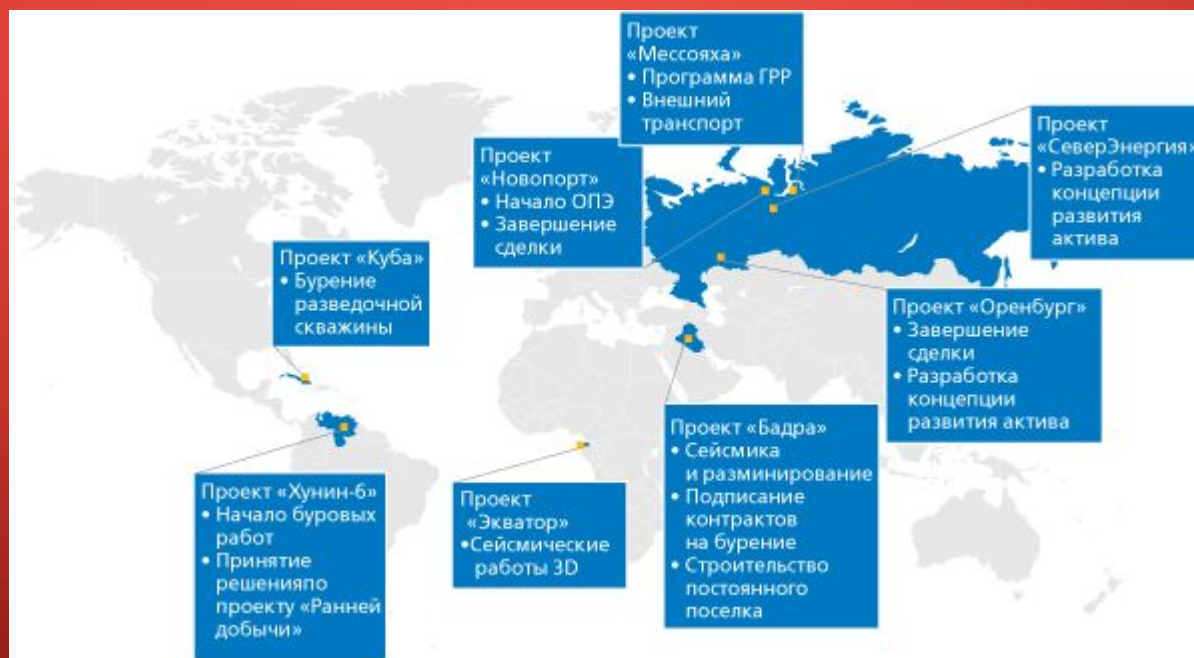 Проект
«Мессояха»
• Программа ГРР
• Внешний
транспорт
Проект
«СеверЭнергия»
• Разработка
концепции
развития
актива
Проект
«Новопорт»
• Начало ОПЭ
• Завершение
сделки
Проект «Куба»
• Бурение
разведочной
скважины
Проект «Оренбург»
• Завершение
сделки
• Разработка
концепции
развития актива
Проект «Бадра»
• Сейсмика
и разминирование
• Подписание
контрактов
на бурение
• Строительство
постоянного
поселка
Проект «Хунин-6»
• Начало буровых
работ
• Принятие
решенияпо
проекту «Ранней
добычи»
Проект
«Экватор»
•Сейсмические
работы 3D